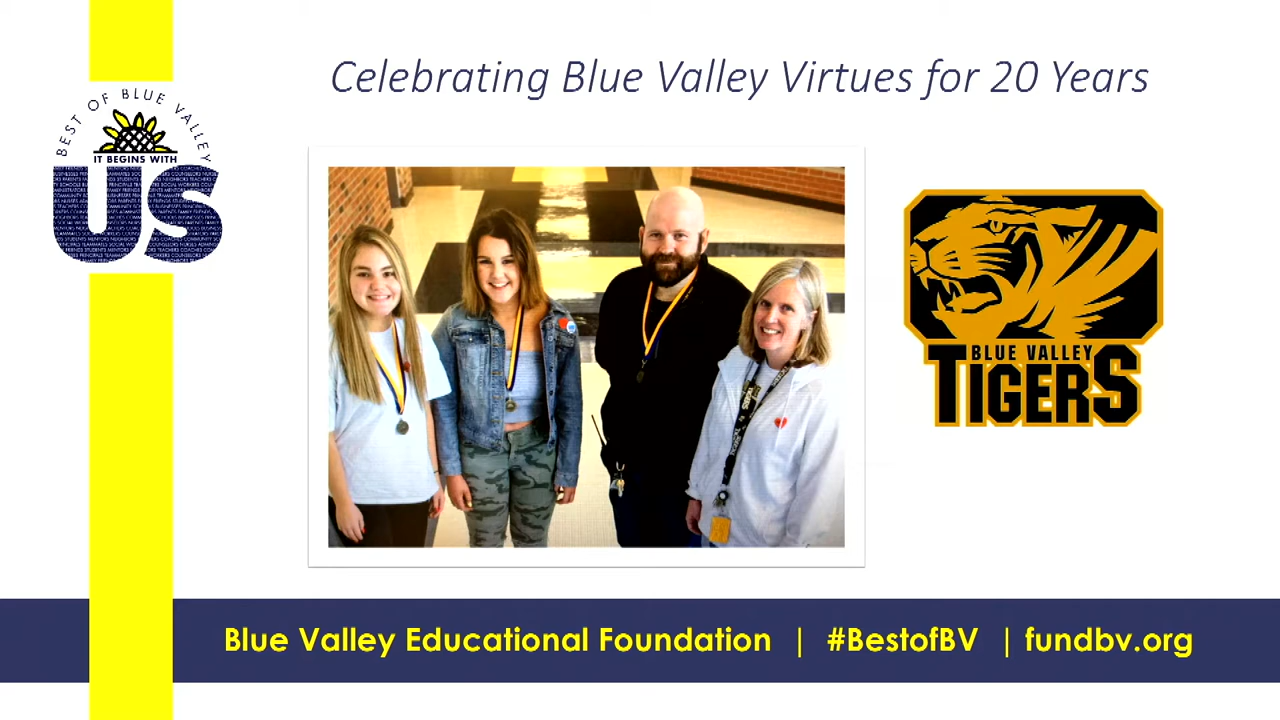 Celebrating Blue Valley Virtues for 20 Years
BEST OF BLUE VALLEY
IT BEGINS WITH
US
BLUE VALLEY
TIGERS
Blue Valley Educational Foundation | #BestofBV | fundbv.org